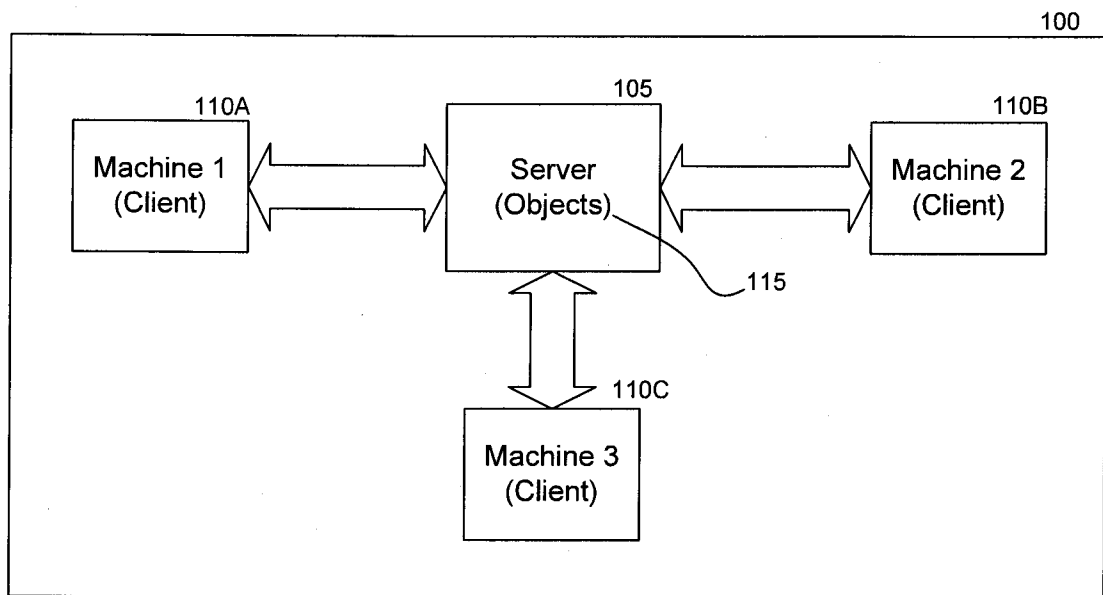 100
110A
105
110B
Machine 1
(Client)
Server
(Objects)
Machine 2
(Client)
115
110C
Machine 3
(Client)